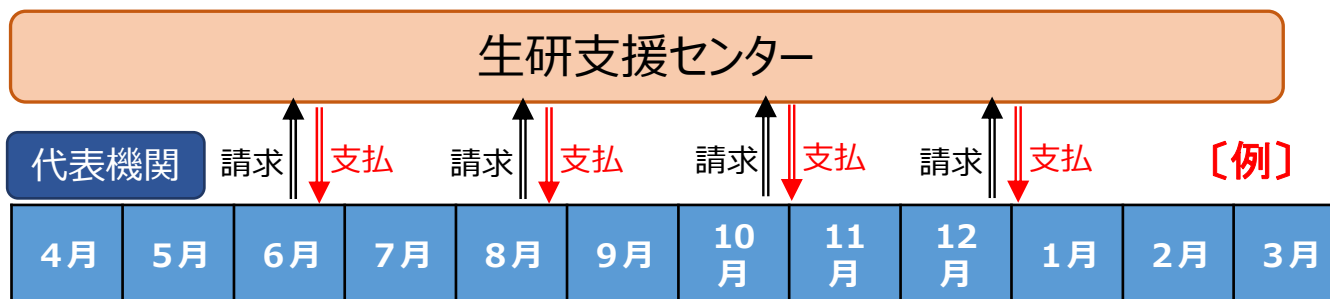 生研支援センター
代表機関
請求
支払
請求
支払
請求
支払
請求
支払
〔例〕
4月
5月
6月
7月
8月
9月
10
月
11
月
12
月
1月
2月
3月